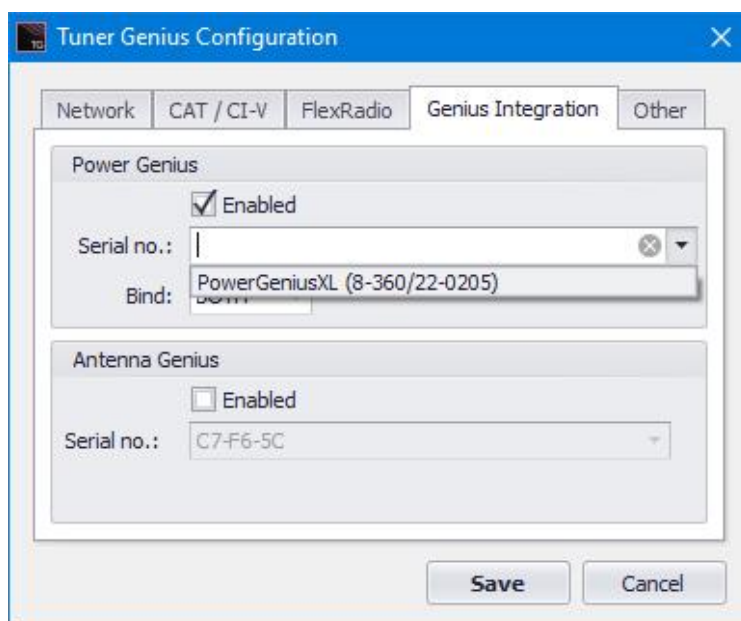 TG Tuner Genius Configuration
Network CAT / CI-V FlexRadio Genius Integration Other
Power Genius
Enabled
Serial no.:
PowerGeniusXL (8-360/22-0205)
Bind:
Antenna Genius
Enabled
Serial no.: C7-F6-5C
Save Cancel